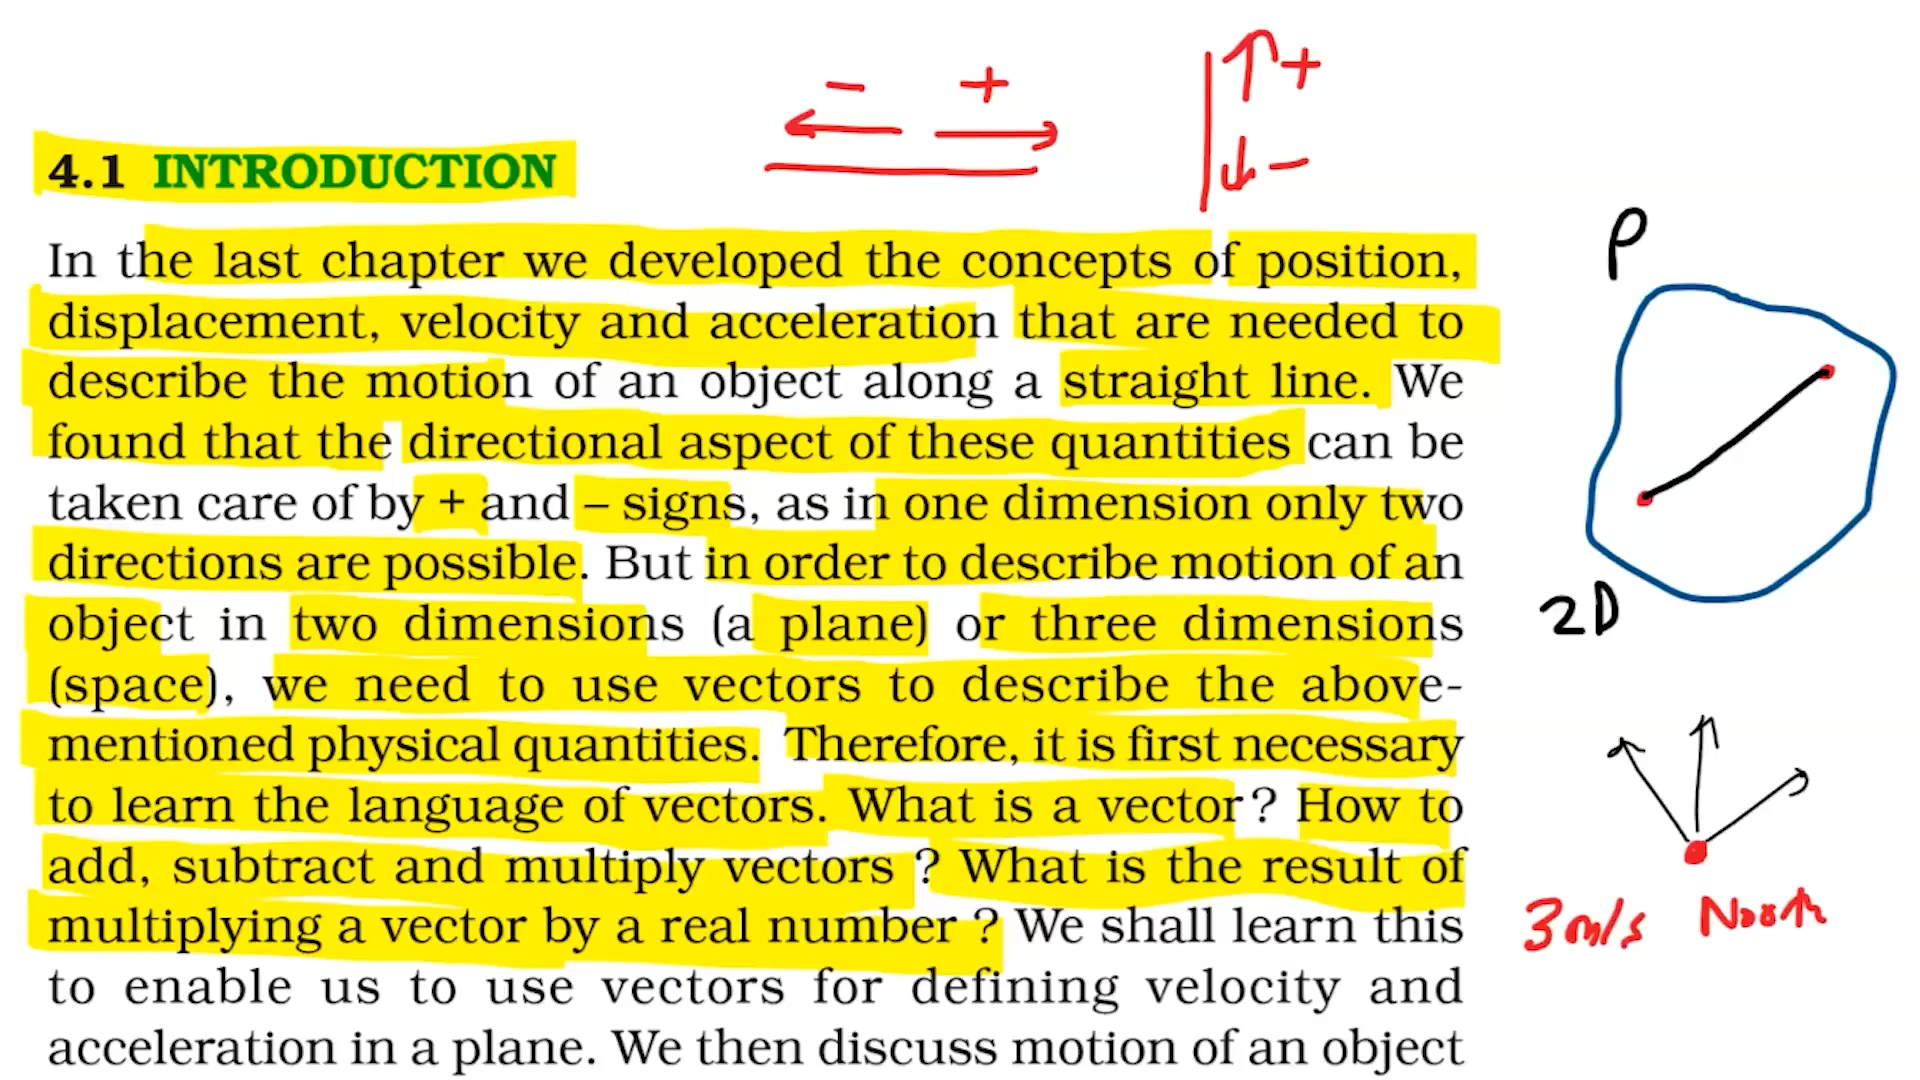 - +
+
-
4.1 INTRODUCTION
In the last chapter we developed the concepts of position,
displacement, velocity and acceleration that are needed to
describe the motion of an object along a straight line. We
found that the directional aspect of these quantities can be
taken care of by + and – signs, as in one dimension only two
directions are possible. But in order to describe motion of an
object in two dimensions (a plane) or three dimensions
(space), we need to use vectors to describe the above-
mentioned physical quantities. Therefore, it is first necessary
to learn the language of vectors. What is a vector? How to
add, subtract and multiply vectors ? What is the result of
multiplying a vector by a real number ? We shall learn this
to enable us to use vectors for defining velocity and
acceleration in a plane. We then discuss motion of an object
P
2D
3 m/s North